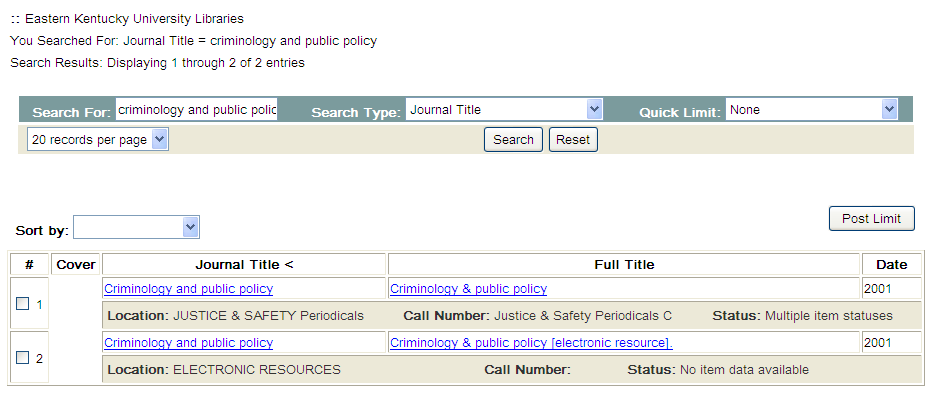 :: Eastern Kentucky University Libraries
You Searched For: Journal Title = criminology and public policy
Search Results: Displaying 1 through 2 of 2 entries
Search For: criminology and public polic Search Type: Journal Title Quick Limit: None
20 records per page Search Reset
Post Limit
Sort by:
# Cover Journal Title < Full Title Date
1 Criminology and public policy Criminology & public policy 2001
Location: JUSTICE & SAFETY Periodicals Call Number: Justice & Safety Periodicals C Status: Multiple item statuses
2 Criminology and public policy Criminology & public policy [electronic resource]. 2001
Location: ELECTRONIC RESOURCES Call Number: Status: No item data available